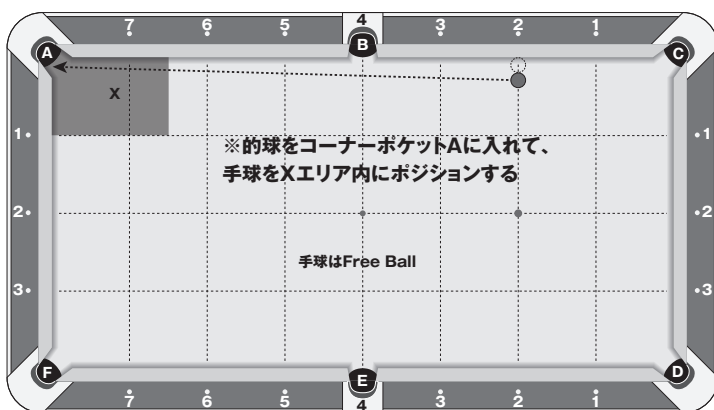 7 6 5 4 3 2 1
A B C
X
1 1
※的球をコーナーポケットAに入れて、
手球をXエリア内にポジションする
2 2
手球はFree Ball
3 3
F E D
7 6 5 4 3 2 1